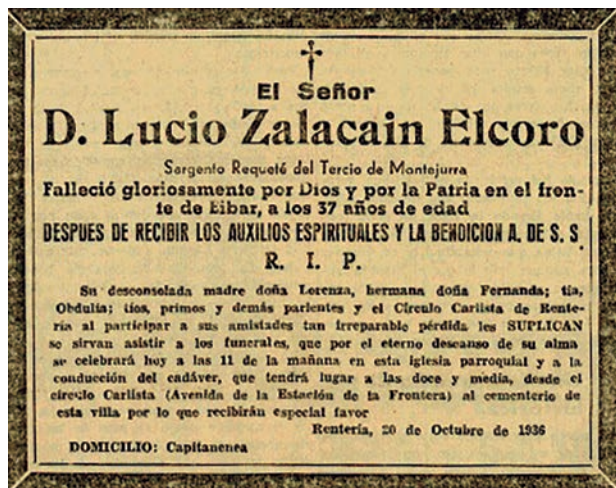 El Señor
D. Lucio Zalacain Elcoro
Sargento Requeté del Tercio de Montejurra
Falleció gloriosamente por Dios y por la Patria en el fren-
te de Eibar, a los 37 años de edad
DESPUES DE RECIBIR LOS AUXILIOS ESPIRITUALES Y LA BENDICION A. DE S. S.
R. I. P.
Su desconsolada madre doña Lorenza, hermana doña Fernanda; tía,
Obdulia; tíos, primos y demás parientes y el Círculo Carlista de Rente-
ría al participar a sus amistades tan irreparable pérdida les SUPLICAN
se sirvan asistir a los funerales, que por el eterno descanso de su alma
se celebrará hoy a las 11 de la mañana en esta iglesia parroquial y a la
conducción del cadáver, que tendrá lugar a las doce y media, desde el
círculo Carlista (Avenida de la Estación de la Frontera) al cementerio de
esta villa por lo que recibirán especial favor
Rentería, 20 de Octubre de 1936
DOMICILIO: Capitanenea